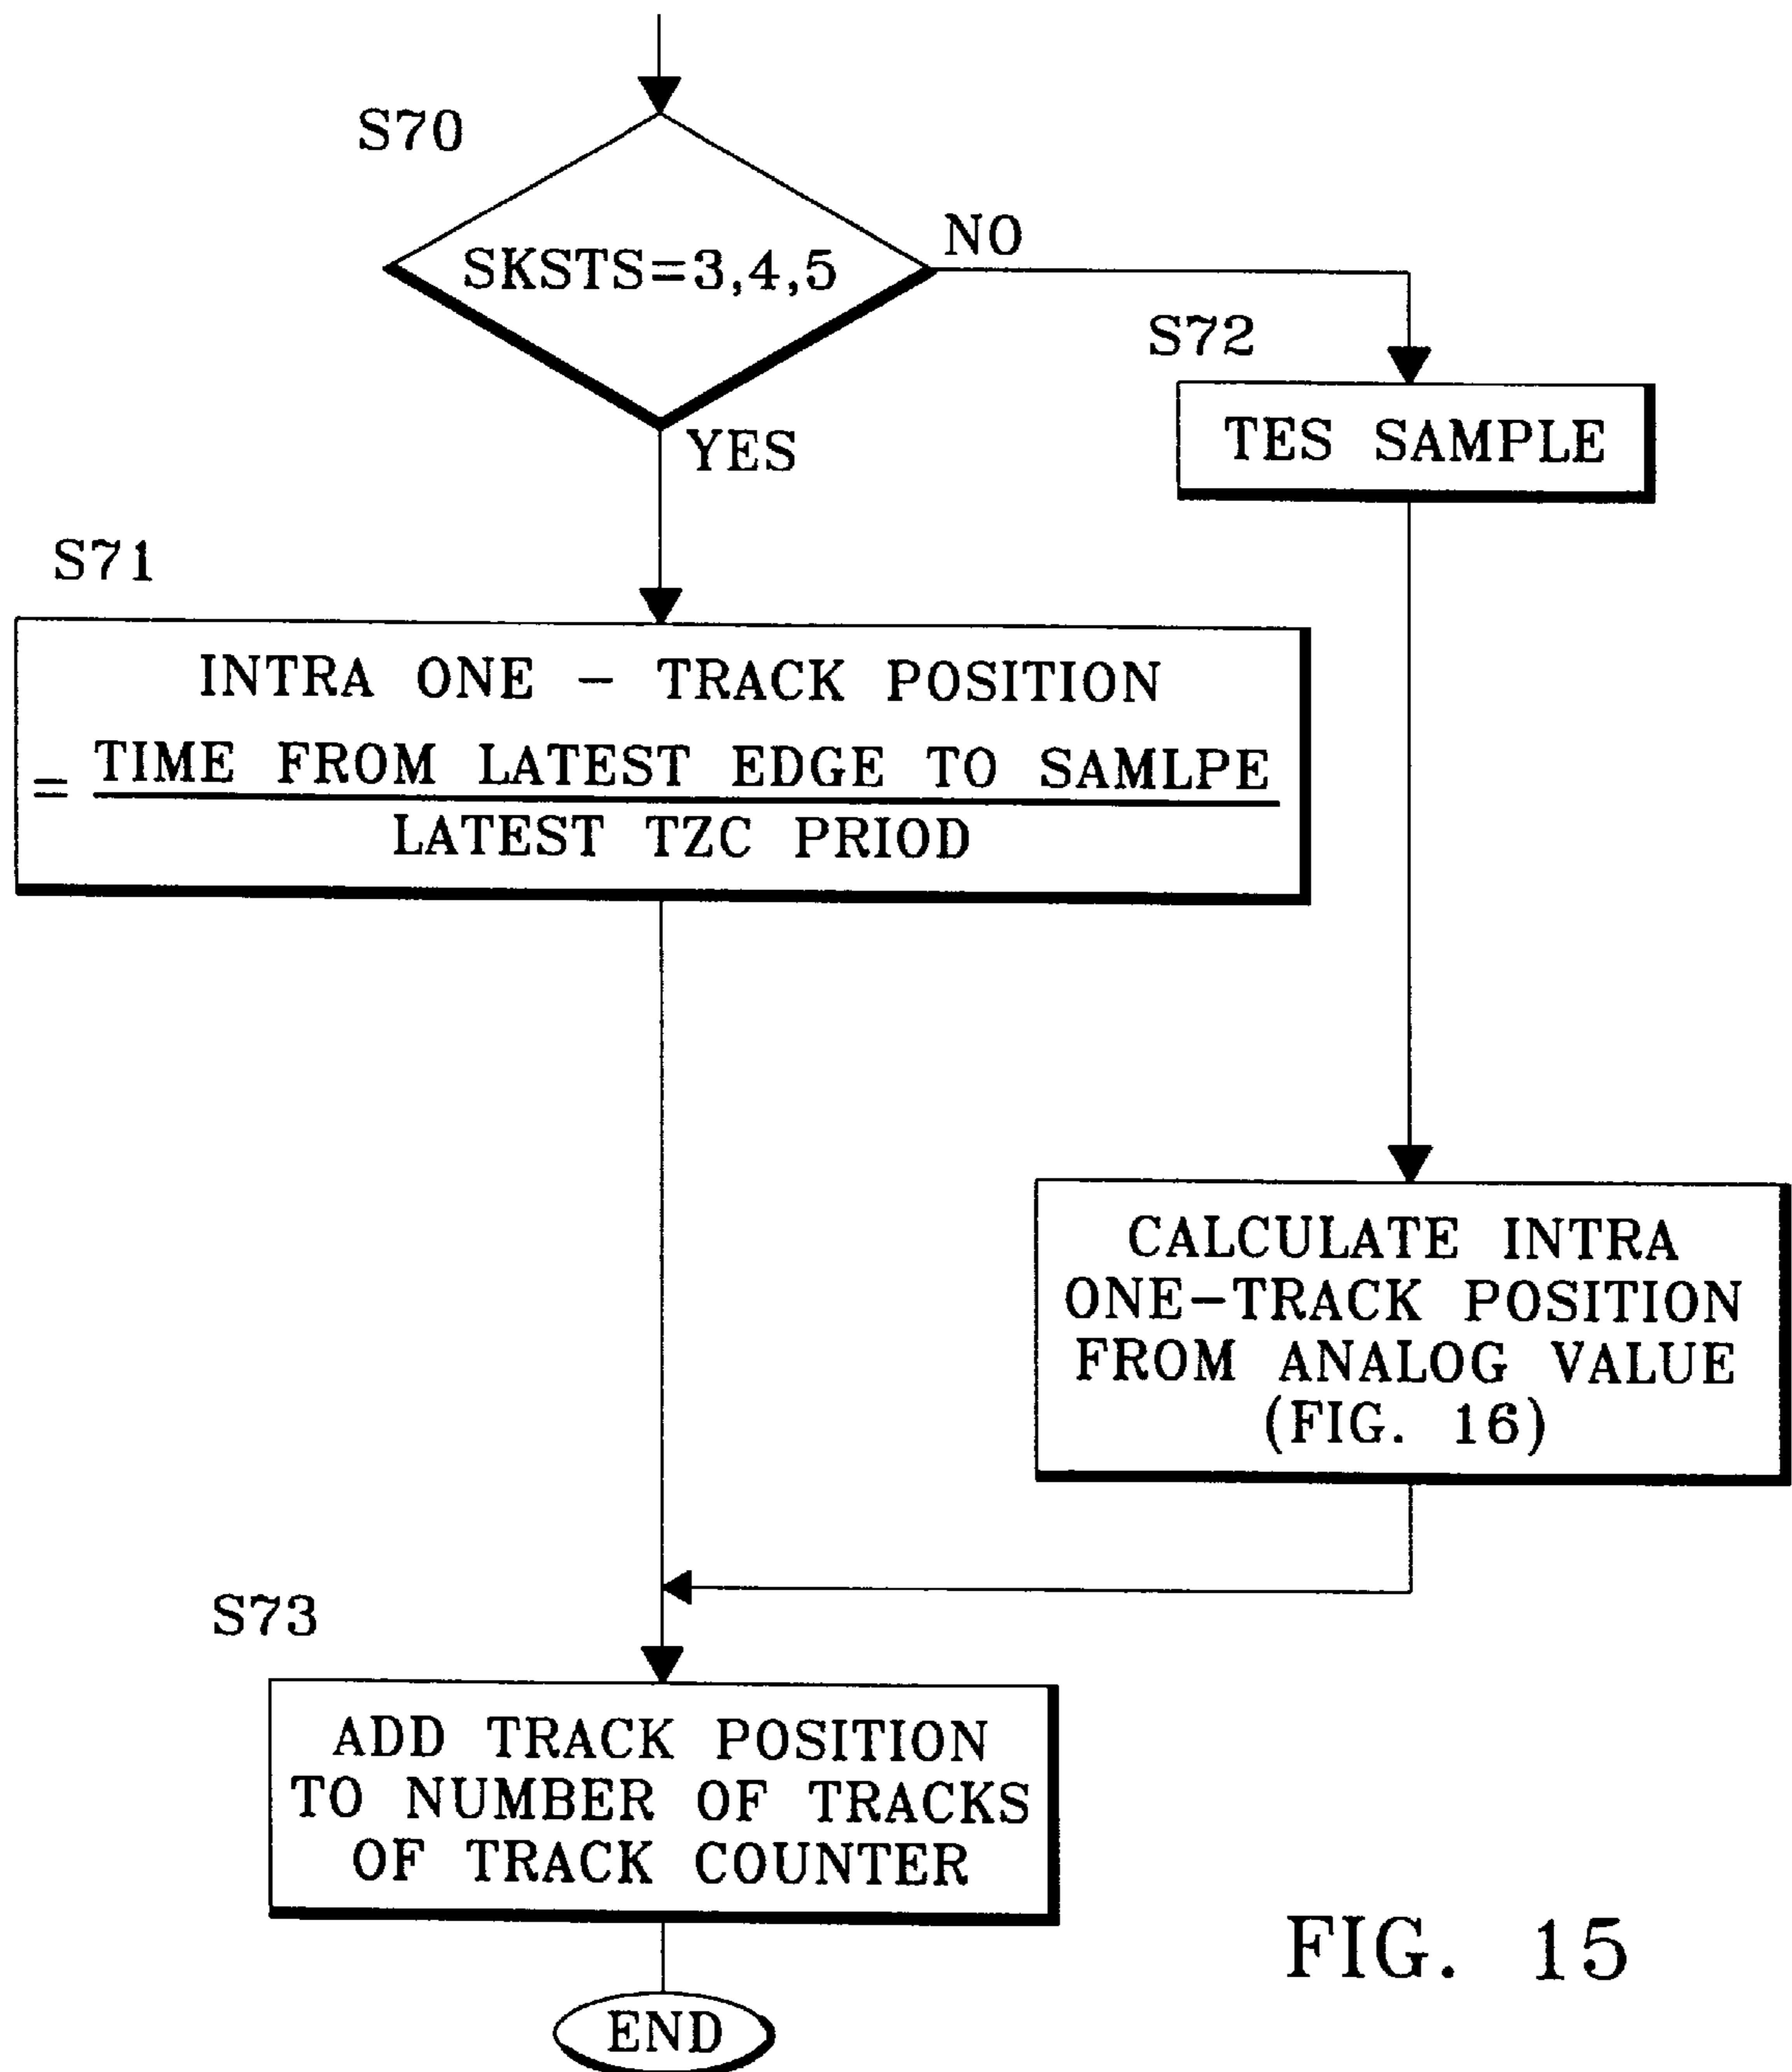 S70
SKSTS=3,4,5
NO
YES
S72
TES SAMPLE
S71
INTRA ONE - TRACK POSITION
= TIME FROM LATEST EDGE TO SAMLPE
LATEST TZC PRIOD
CALCULATE INTRA
ONE-TRACK POSITION
FROM ANALOG VALUE
(FIG. 16)
S73
ADD TRACK POSITION
TO NUMBER OF TRACKS
OF TRACK COUNTER
END
FIG. 15